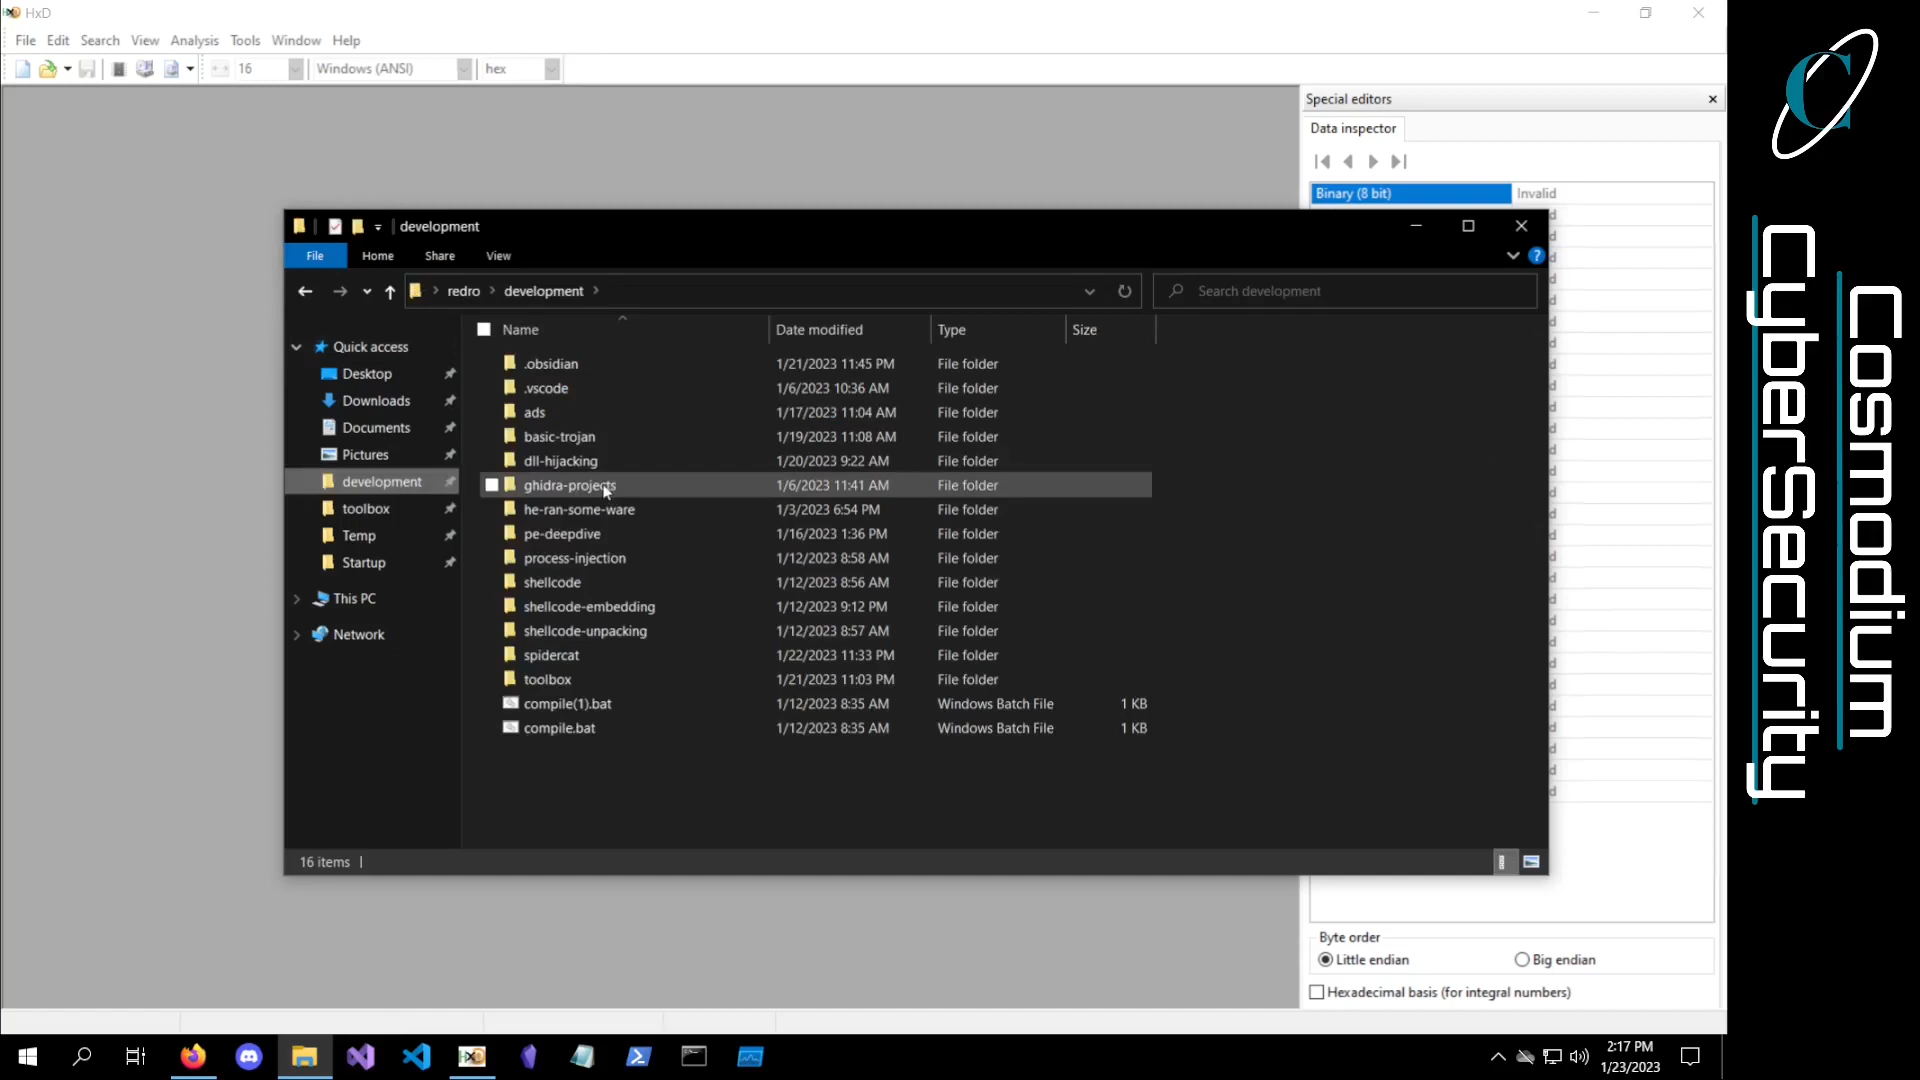 HxD
File Edit Search View Analysis Tools Window Help
16 Windows (ANSI) hex
Special editors
Data inspector
Binary (8 bit) Invalid
development
File Home Share View
redro development
Search development
Name Date modified Type Size
Quick access
Desktop
Downloads
Documents
Pictures
development
toolbox
Temp
Startup
This PC
Network
.obsidian 1/21/2023 11:45 PM File folder
.vscode 1/6/2023 10:36 AM File folder
ads 1/17/2023 11:04 AM File folder
basic-trojan 1/19/2023 11:08 AM File folder
dll-hijacking 1/20/2023 9:22 AM File folder
ghidra-projects 1/6/2023 11:41 AM File folder
he-ran-some-ware 1/3/2023 6:54 PM File folder
pe-deepdive 1/16/2023 1:36 PM File folder
process-injection 1/12/2023 8:58 AM File folder
shellcode 1/12/2023 8:56 AM File folder
shellcode-embedding 1/12/2023 9:12 PM File folder
shellcode-unpacking 1/12/2023 8:57 AM File folder
spidercat 1/22/2023 11:33 PM File folder
toolbox 1/21/2023 11:03 PM File folder
compile(1).bat 1/12/2023 8:35 AM Windows Batch File 1 KB
compile.bat 1/12/2023 8:35 AM Windows Batch File 1 KB
16 items
Byte order
Little endian Big endian
Hexadecimal basis (for integral numbers)
2:17 PM
1/23/2023
C
Cosmodium
CyberSecurity